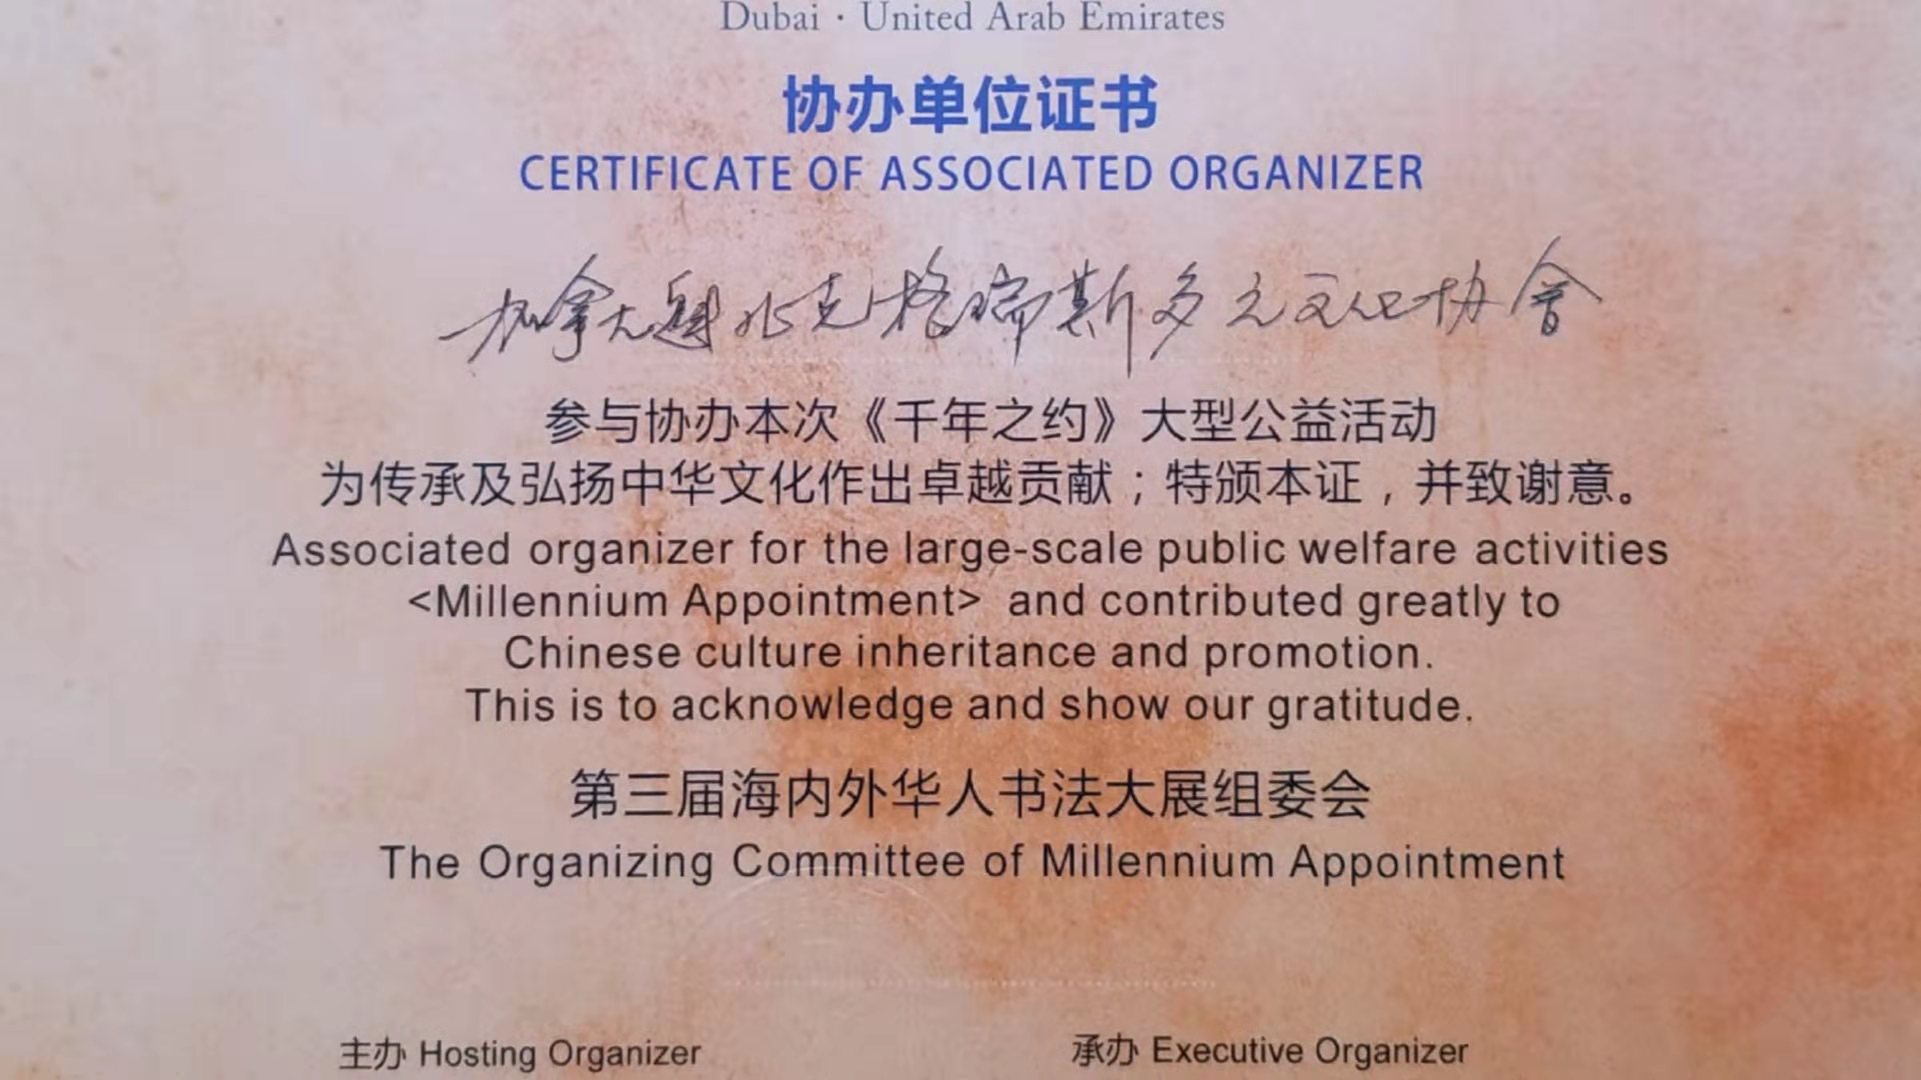 Dubai · United Arab Emirates
协办单位证书
CERTIFICATE OF ASSOCIATED ORGANIZER
加拿大 克格瑞斯多元文化协会
参与协办本次《千年之约》大型公益活动
为传承及弘扬中华文化作出卓越贡献；特颁本证，并致谢意。
Associated organizer for the large-scale public welfare activities
<Millennium Appointment> and contributed greatly to
Chinese culture inheritance and promotion.
This is to acknowledge and show our gratitude.
第三届海内外华人书法大展组委会
The Organizing Committee of Millennium Appointment
主办 Hosting Organizer
承办 Executive Organizer